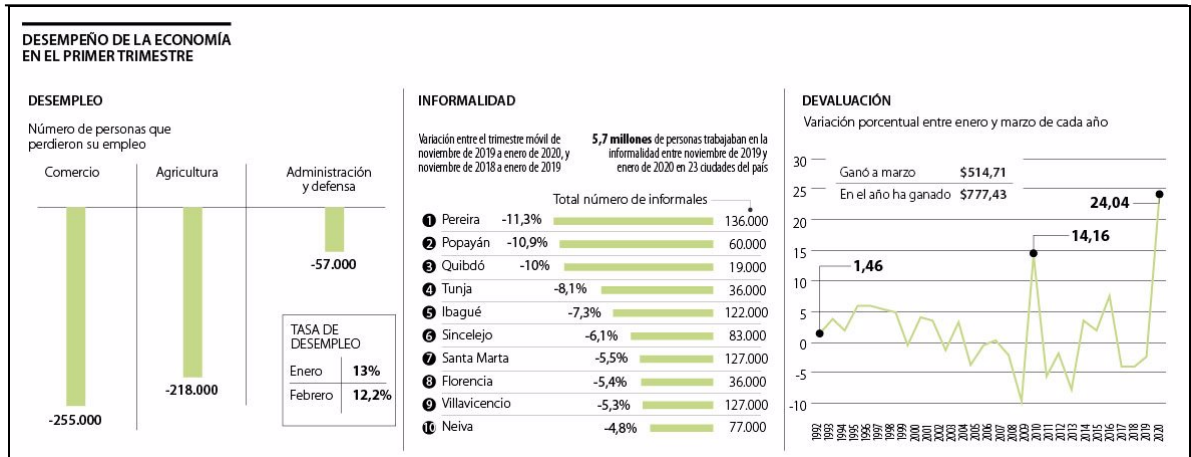 DESEMPEÑO DE LA ECONOMÍA
EN EL PRIMER TRIMESTRE
DESEMPLEO
Número de personas que
perdieron su empleo
Comercio
Agricultura
Administración
y defensa
-255.000
-218.000
-57.000
TASA DE
DESEMPLEO
Enero 13%
Febrero 12,2%
INFORMALIDAD
Variación entre el trimestre móvil de
noviembre de 2019 a enero de 2020, y
noviembre de 2018 a enero de 2019
5,7 millones de personas trabajaban en la
informalidad entre noviembre de 2019 y
enero de 2020 en 23 ciudades del país
Total número de informales
1 Pereira -11,3% 136.000
2 Popayán -10,9% 60.000
3 Quibdó -10% 19.000
4 Tunja -8,1% 36.000
5 Ibagué -7,3% 122.000
6 Sincelejo -6,1% 83.000
7 Santa Marta -5,5% 127.000
8 Florencia -5,4% 36.000
9 Villavicencio -5,3% 127.000
10 Neiva -4,8% 77.000
DEVALUACIÓN
Variación porcentual entre enero y marzo de cada año
Ganó a marzo $514,71
En el año ha ganado $777,43
30
25
20
15
10
5
0
-5
-10
1,46
14,16
24,04
1992
1993
1994
1995
1996
1997
1998
1999
2000
2001
2002
2003
2004
2005
2006
2007
2008
2009
2010
2011
2012
2013
2014
2015
2016
2017
2018
2019
2020